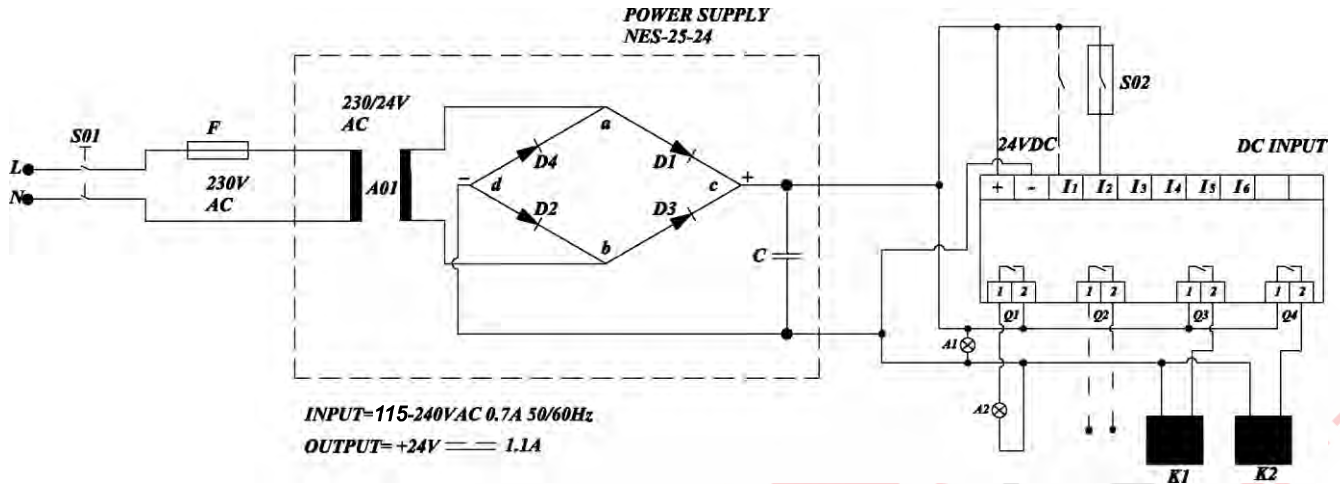 POWER SUPPLY
NES-25-24
S01
F
L
N
230V
AC
230/24V
AC
A01
a
D4
D1
d
c
D2
D3
b
−
+
C
S02
24VDC
DC INPUT
+ - I1 I2 I3 I4 I5 I6
1 2 1 2 1 2 1 2
Q1 Q2 Q3 Q4
A1
A2
K1 K2
INPUT=115-240VAC 0.7A 50/60Hz
OUTPUT= +24V 1.1A